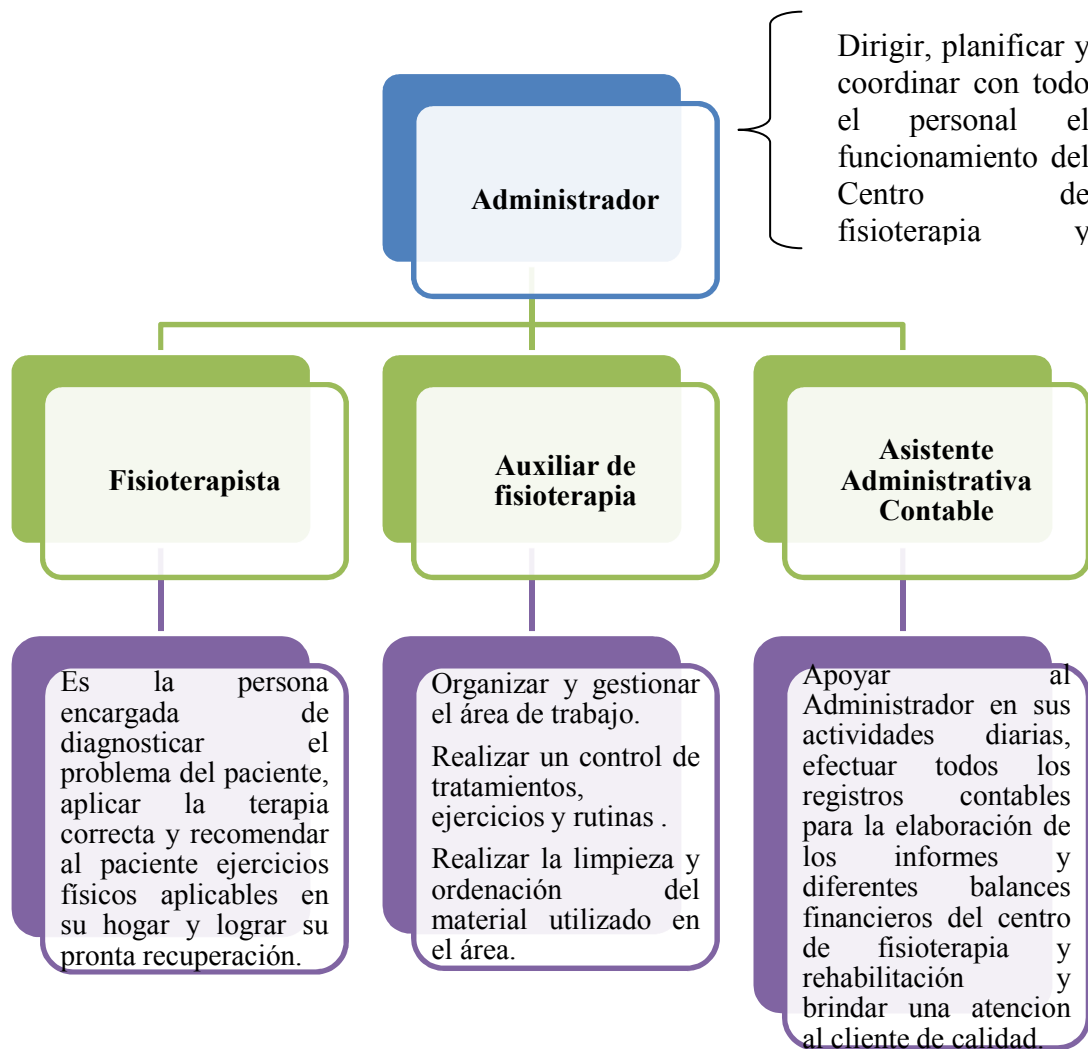 Dirigir, planificar y
coordinar con todo
el personal el
funcionamiento del
Centro de
fisioterapia y
Administrador
Fisioterapista
Auxiliar de
fisioterapia
Asistente
Administrativa
Contable
Es la persona
encargada de
diagnosticar el
problema del paciente,
aplicar la terapia
correcta y recomendar
al paciente ejercicios
físicos aplicables en
su hogar y lograr su
pronta recuperación.
Organizar y gestionar
el área de trabajo.
Realizar un control de
tratamientos,
ejercicios y rutinas .
Realizar la limpieza y
ordenación del
material utilizado en
el área.
Apoyar al
Administrador en sus
actividades diarias,
efectuar todos los
registros contables
para la elaboración de
los informes y
diferentes balances
financieros del centro
de fisioterapia y
rehabilitación y
brindar una atencion
al cliente de calidad.